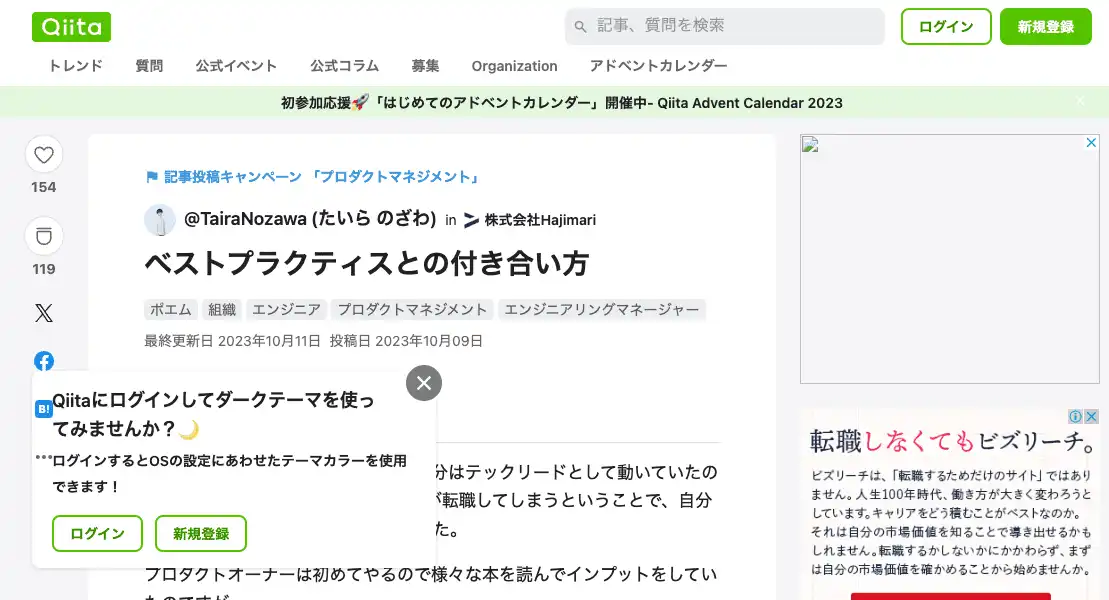 Qiita
記事、質問を検索
ログイン
新規登録
トレンド 質問 公式イベント 公式コラム 募集 Organization アドベントカレンダー
初参加応援🚀「はじめてのアドベントカレンダー」開催中- Qiita Advent Calendar 2023
154
119
記事投稿キャンペーン 「プロダクトマネジメント」
@TairaNozawa (たいら のざわ) in 株式会社Hajimari
ベストプラクティスとの付き合い方
ポエム 組織 エンジニア プロダクトマネジメント エンジニアリングマネージャー
最終更新日 2023年10月11日 投稿日 2023年10月09日
B!
Qiitaにログインしてダークテーマを使っ
てみませんか?🌙
ログインするとOSの設定にあわせたテーマカラーを使用
できます!
ログイン
新規登録
分はテックリードとして動いていたの
が転職してしまうということで、自分
た。
プロダクトオーナーは初めてやるので様々な本を読んでインプットをしてい
転職しなくてもビズリーチ。
ビズリーチは、「転職するためだけのサイト」ではあり
ません。人生100年時代、働き方が大きく変わろうと
しています。キャリアをどう積むことがベストなのか。
それは自分の市場価値を知ることで導き出せるかも
しれません。転職するかしないかにかかわらず、まず
は自分の市場価値を確かめることから始めませんか。